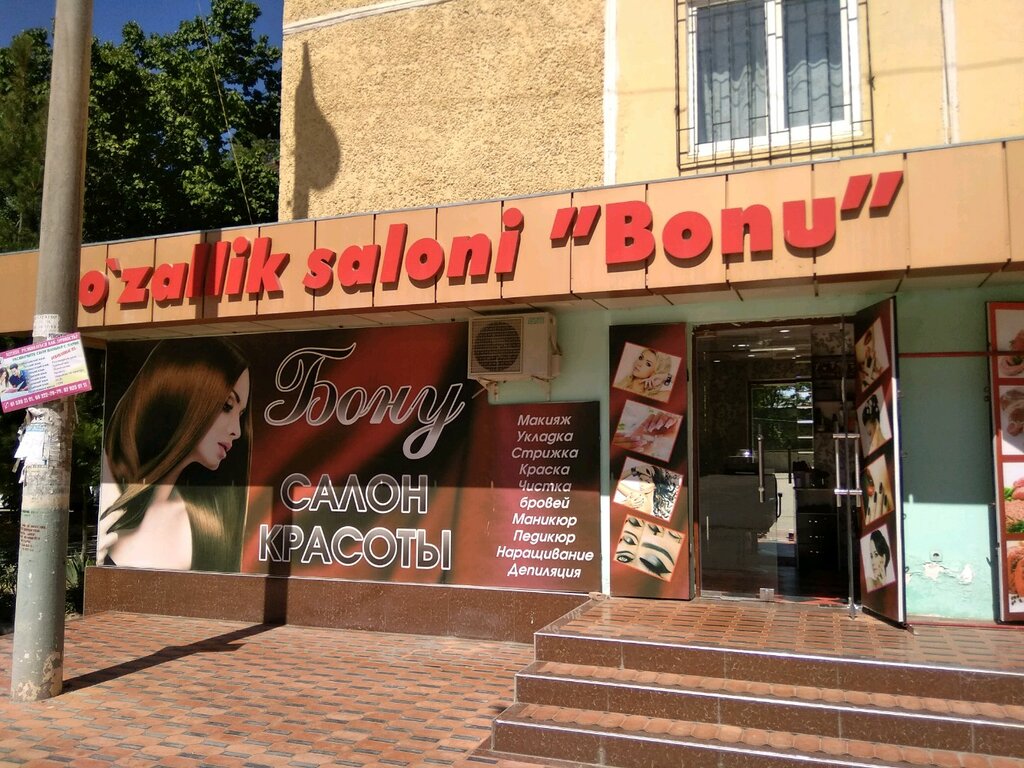 o`zallik saloni "Bonu"
Бону
САЛОН
КРАСОТЫ
Макияж
Укладка
Стрижка
Краска
Чистка
бровей
Маникюр
Педикюр
Наращивание
Депиляция